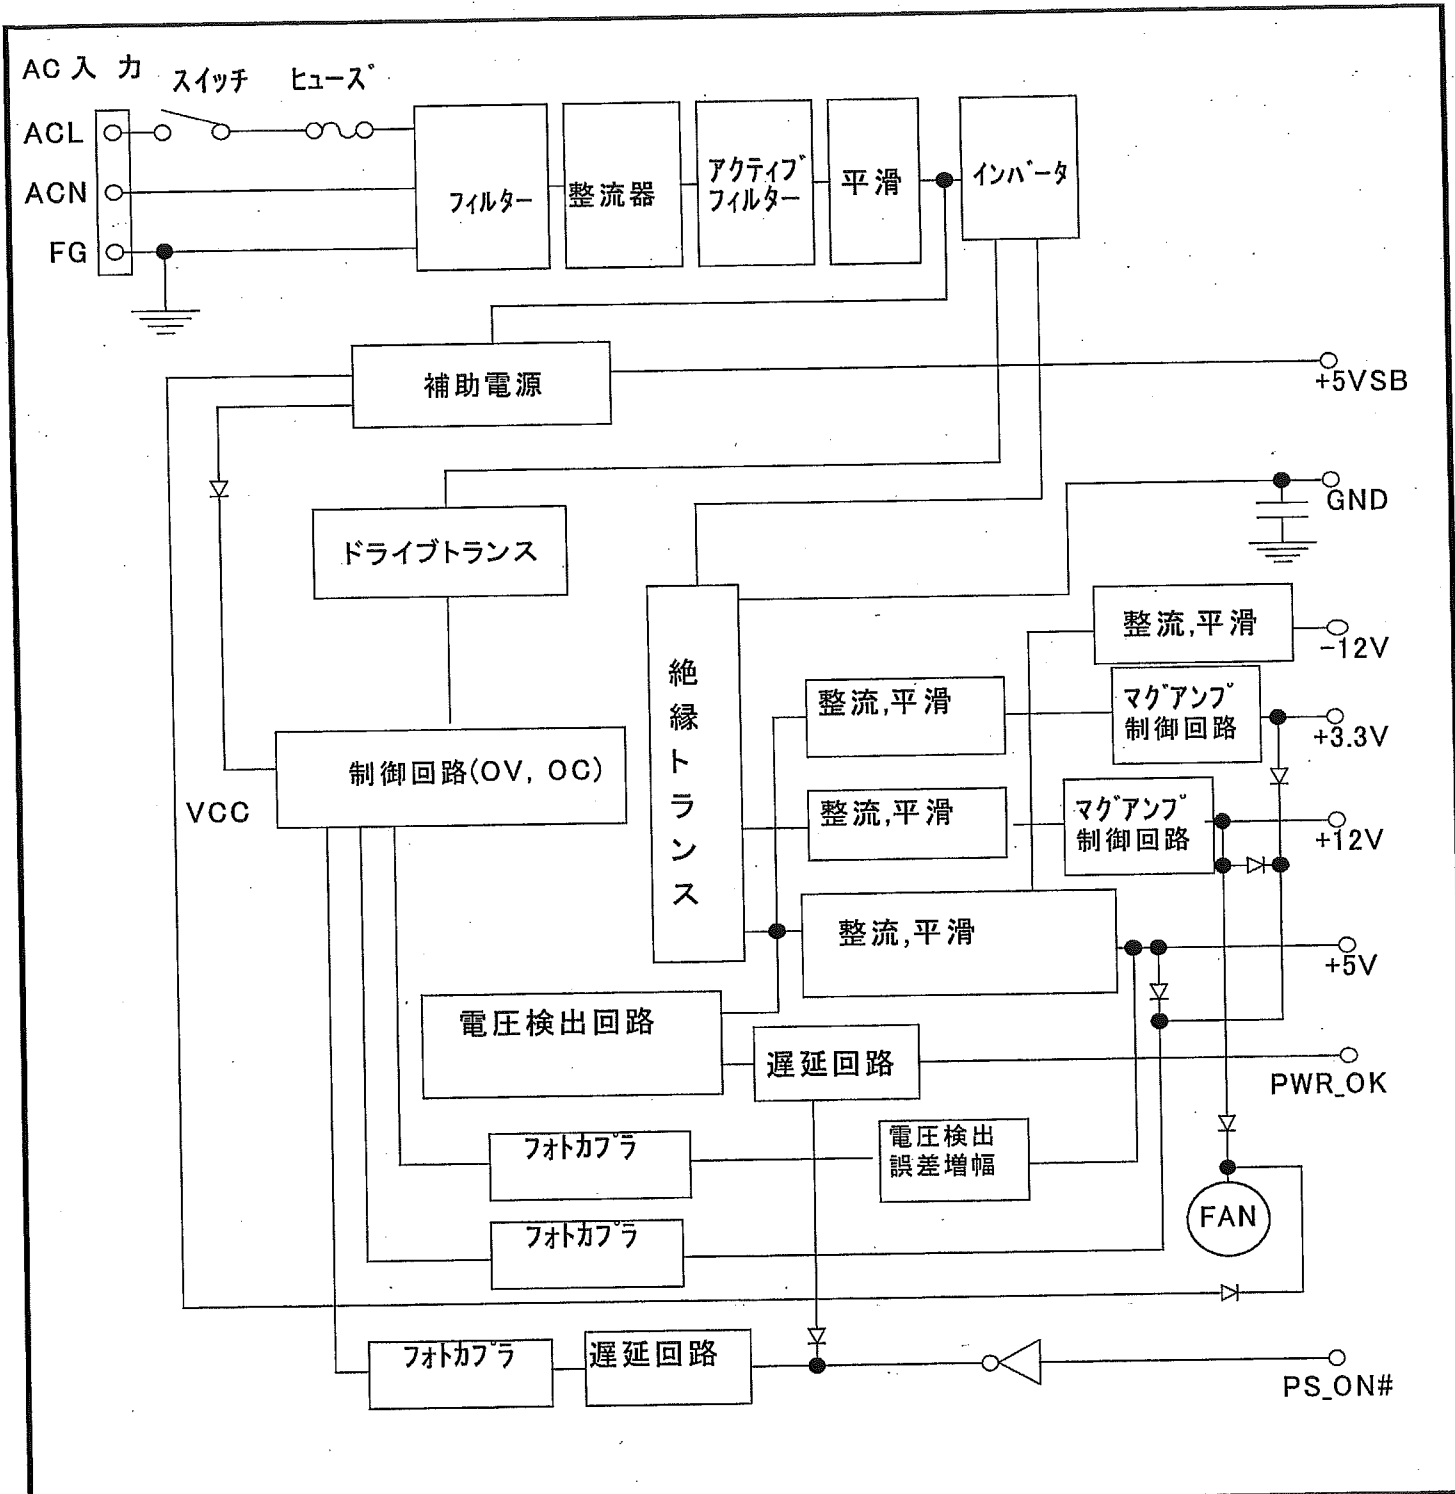 AC 入 力
スイッチ
ヒューズ
ACL
ACN
FG
フィルター
整流器
アクティブ
フィルター
平滑
インバータ
補助電源
+5VSB
GND
ドライブトランス
絶縁トランス
整流,平滑
-12V
整流,平滑
マグアンプ
制御回路
+3.3V
制御回路(OV, OC)
VCC
整流,平滑
マグアンプ
制御回路
+12V
整流,平滑
+5V
電圧検出回路
遅延回路
PWR_OK
フォトカプラ
電圧検出
誤差増幅
FAN
フォトカプラ
フォトカプラ
遅延回路
PS_ON#